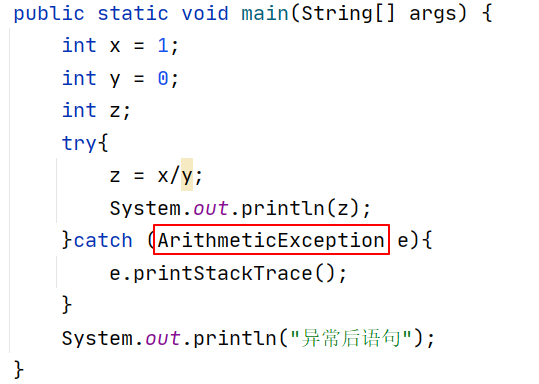 public static void main(String[] args) {
    int x = 1;
    int y = 0;
    int z;
    try{
        z = x/y;
        System.out.println(z);
    }catch (ArithmeticException e){
        e.printStackTrace();
    }
    System.out.println("异常后语句");
}